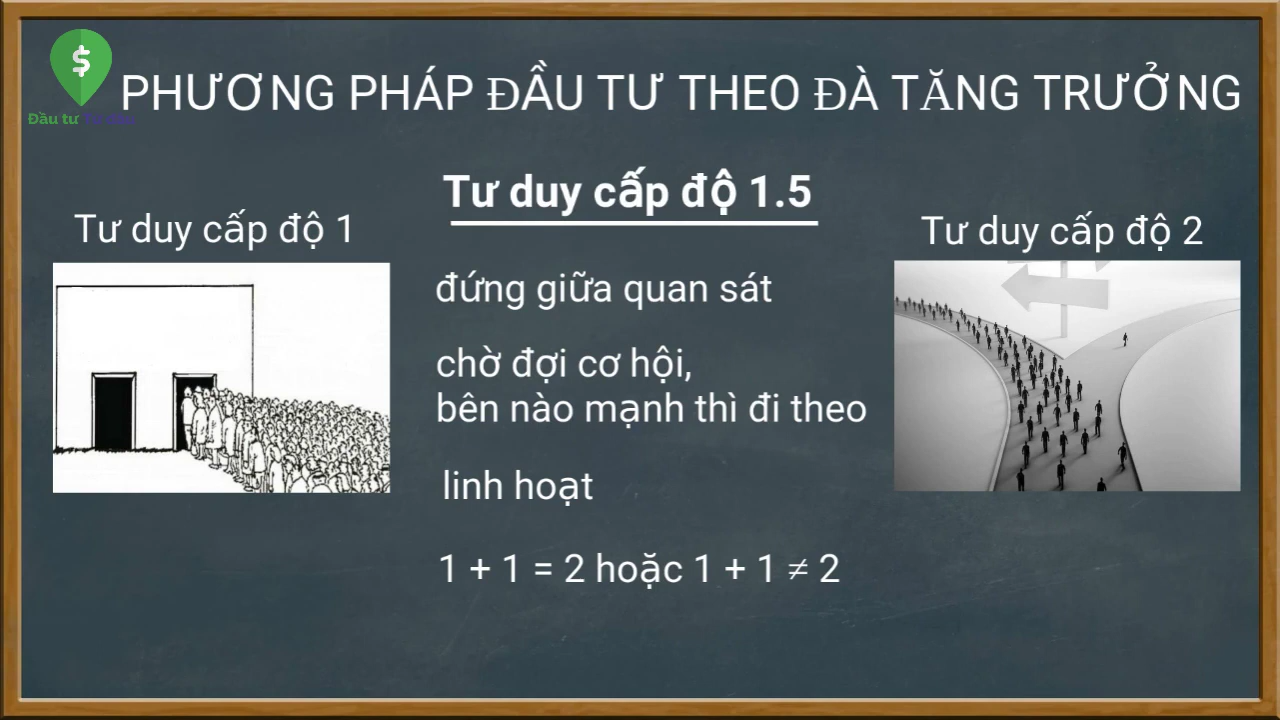 PHƯƠNG PHÁP ĐẦU TƯ THEO ĐÀ TĂNG TRƯỞNG
Đầu tư
Tư duy cấp độ 1.5
Tư duy cấp độ 1
Tư duy cấp độ 2
đứng giữa quan sát
chờ đợi cơ hội,
bên nào mạnh thì đi theo
linh hoạt
1 + 1 = 2 hoặc 1 + 1 ≠ 2